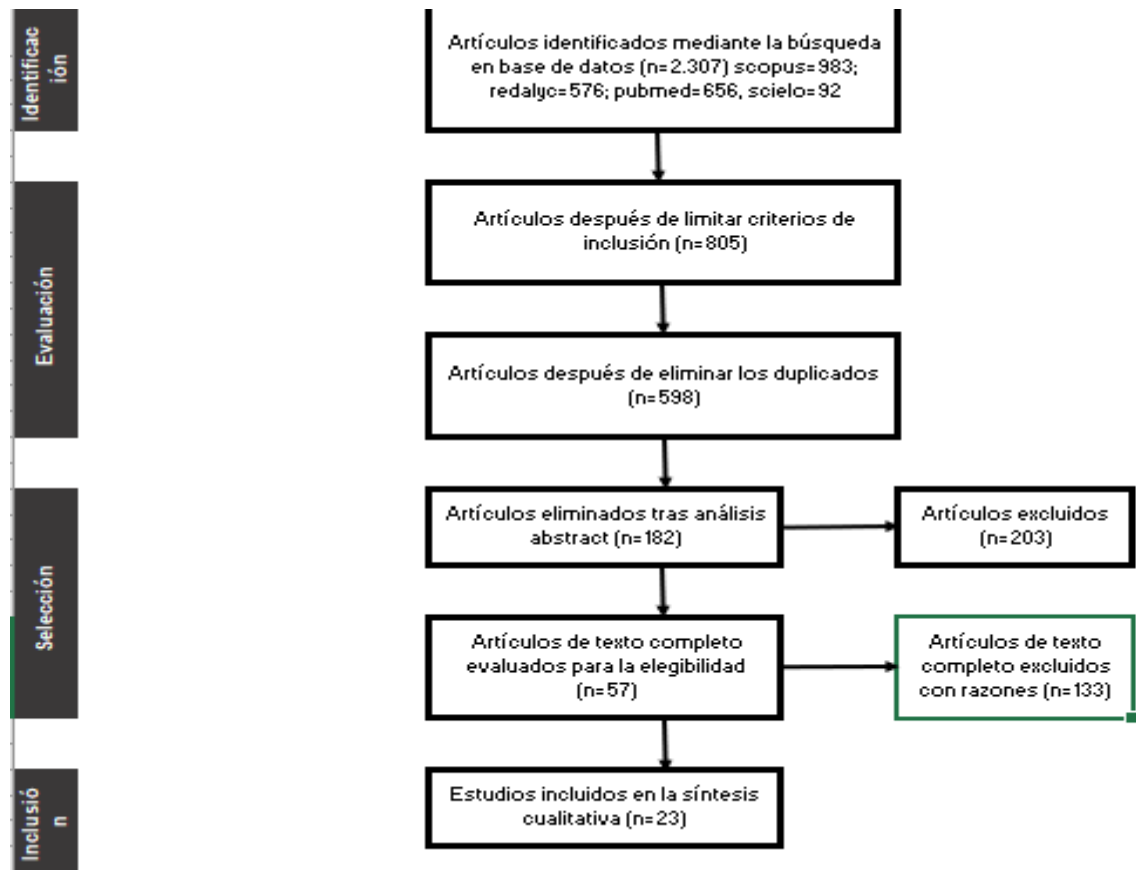 Identificac
ión
Artículos identificados mediante la búsqueda
en base de datos (n=2.307) scopus=983;
redalyc=576; pubmed=656, scielo=92
Evaluación
Artículos después de limitar criterios de
inclusión (n=805)
Artículos después de eliminar los duplicados
(n=598)
Selección
Artículos eliminados tras análisis
abstract (n=182)
Artículos excluidos
(n=203)
Artículos de texto completo
evaluados para la elegibilidad
(n=57)
Artículos de texto
completo excluidos
con razones (n=133)
Inclusió
n
Estudios incluidos en la síntesis
cualitativa (n=23)